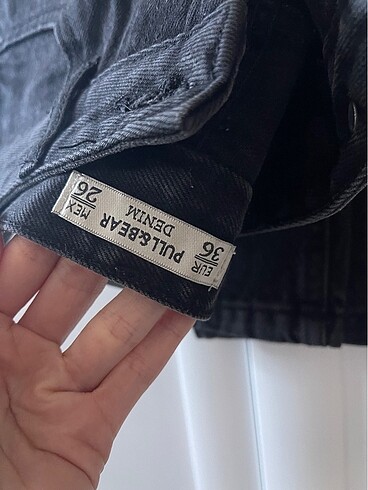 EUR
36
PULL&BEAR
DENIM
MEX
26